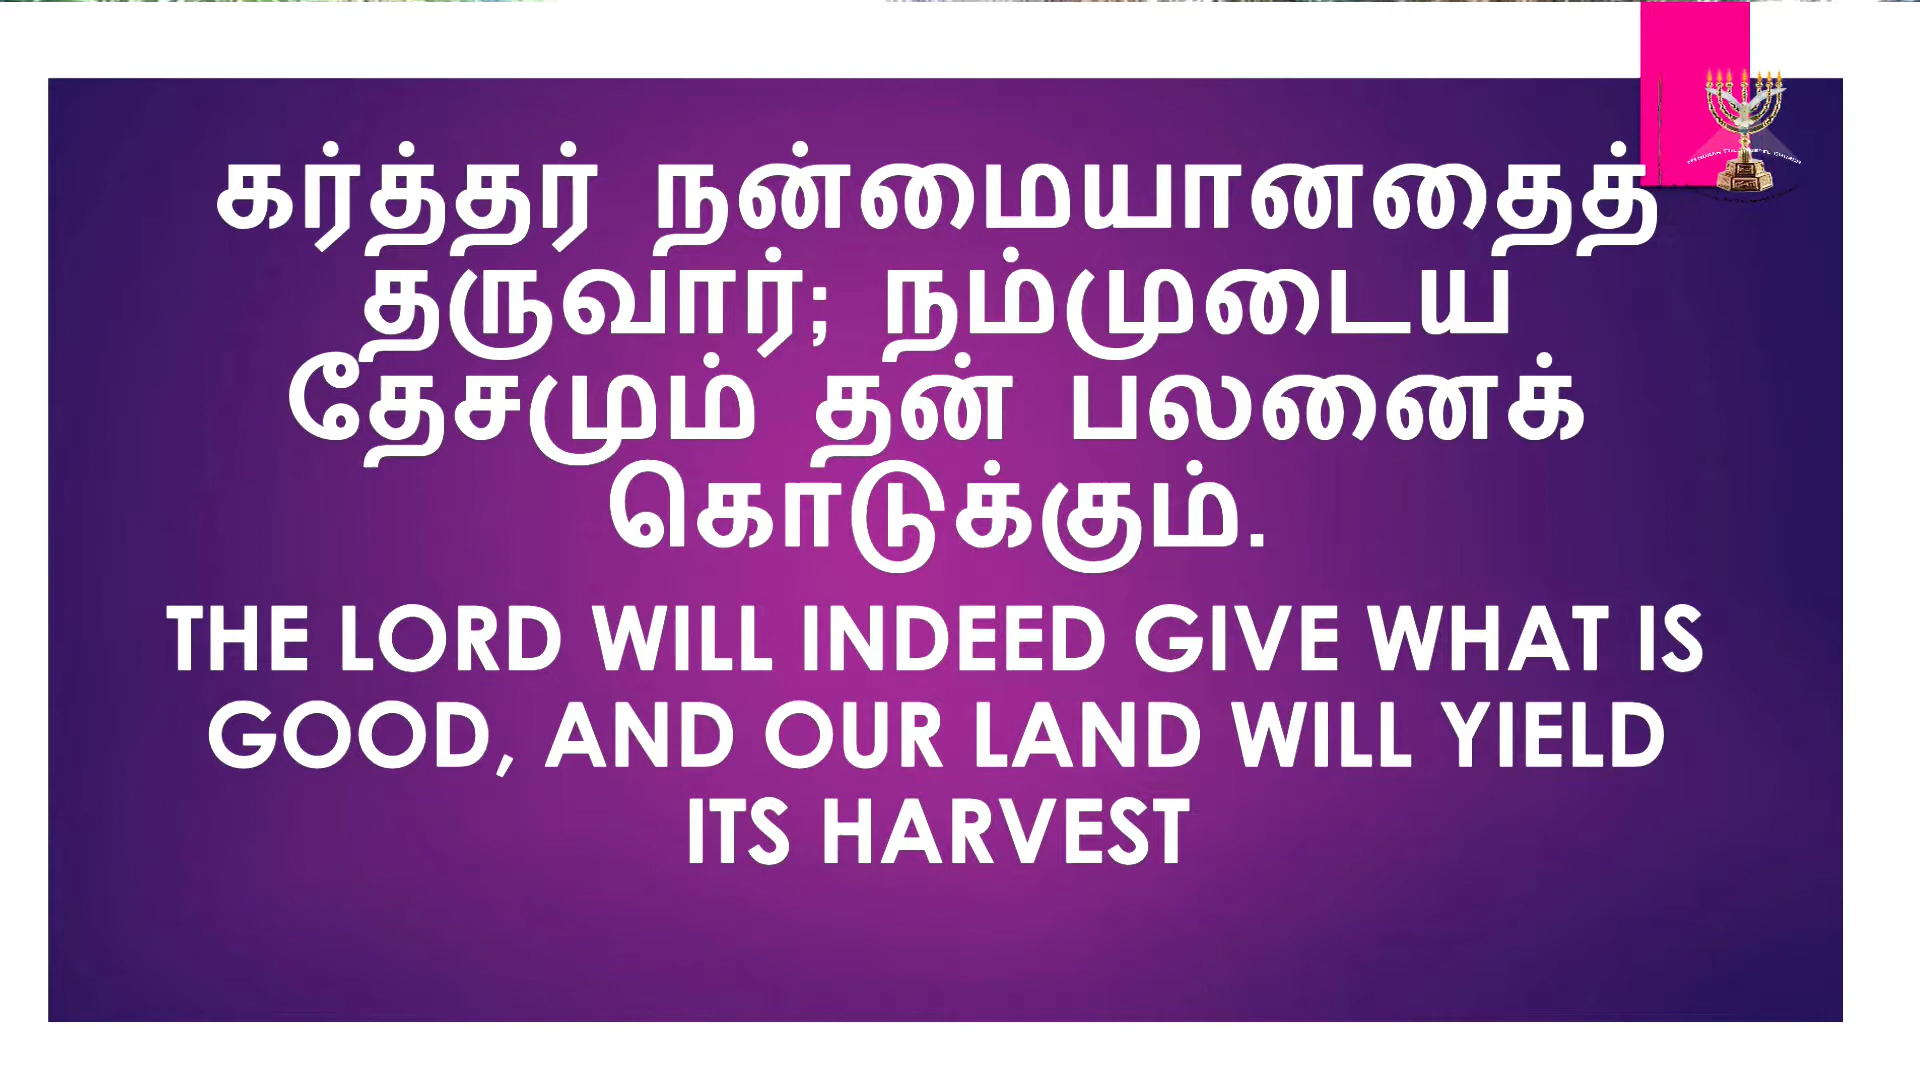 கர்த்தர் நன்மையானதைத்
தருவார்; நம்முடைய
தேசமும் தன் பலனைக்
கொடுக்கும்.
THE LORD WILL INDEED GIVE WHAT IS
GOOD, AND OUR LAND WILL YIELD
ITS HARVEST